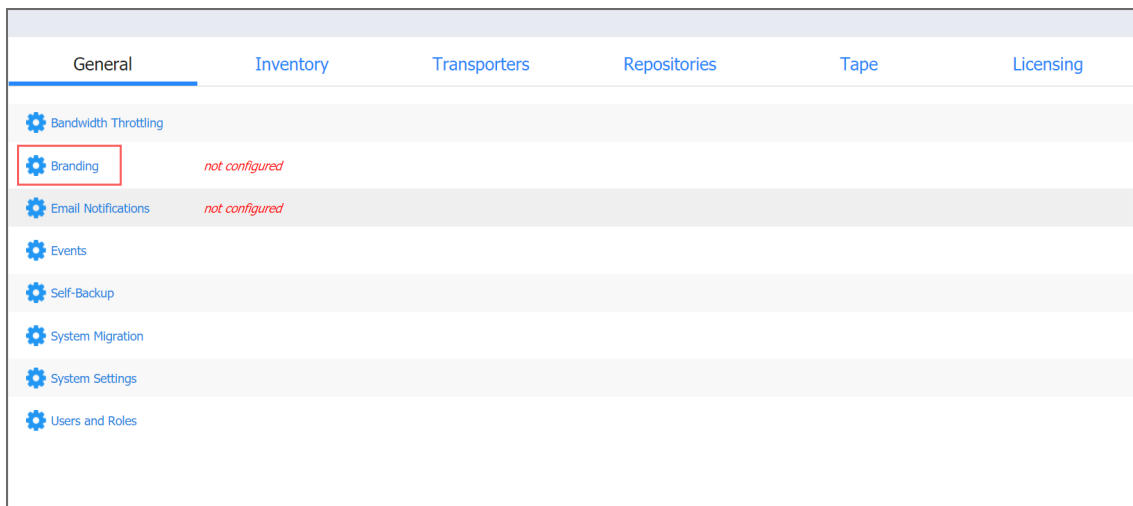 General Inventory Transporters Repositories Tape Licensing
Bandwidth Throttling
Branding not configured
Email Notifications not configured
Events
Self-Backup
System Migration
System Settings
Users and Roles